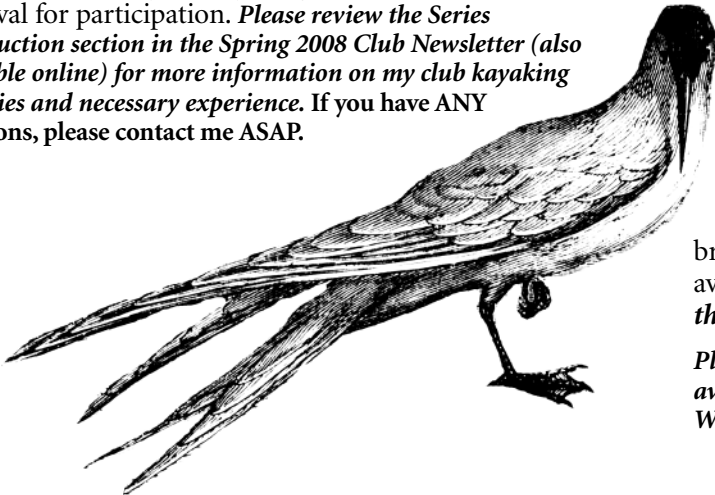 val for participation. Please review the Series
uction section in the Spring 2008 Club Newsletter (also
ble online) for more information on my club kayaking
ies and necessary experience. If you have ANY
ons, please contact me ASAP.
br
av
th
Pl
av
W